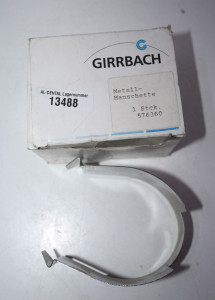 GIRRBACH
AL-DENTAL Lagernummer
13488
Metall-
Manschette
1 Stck.
576360